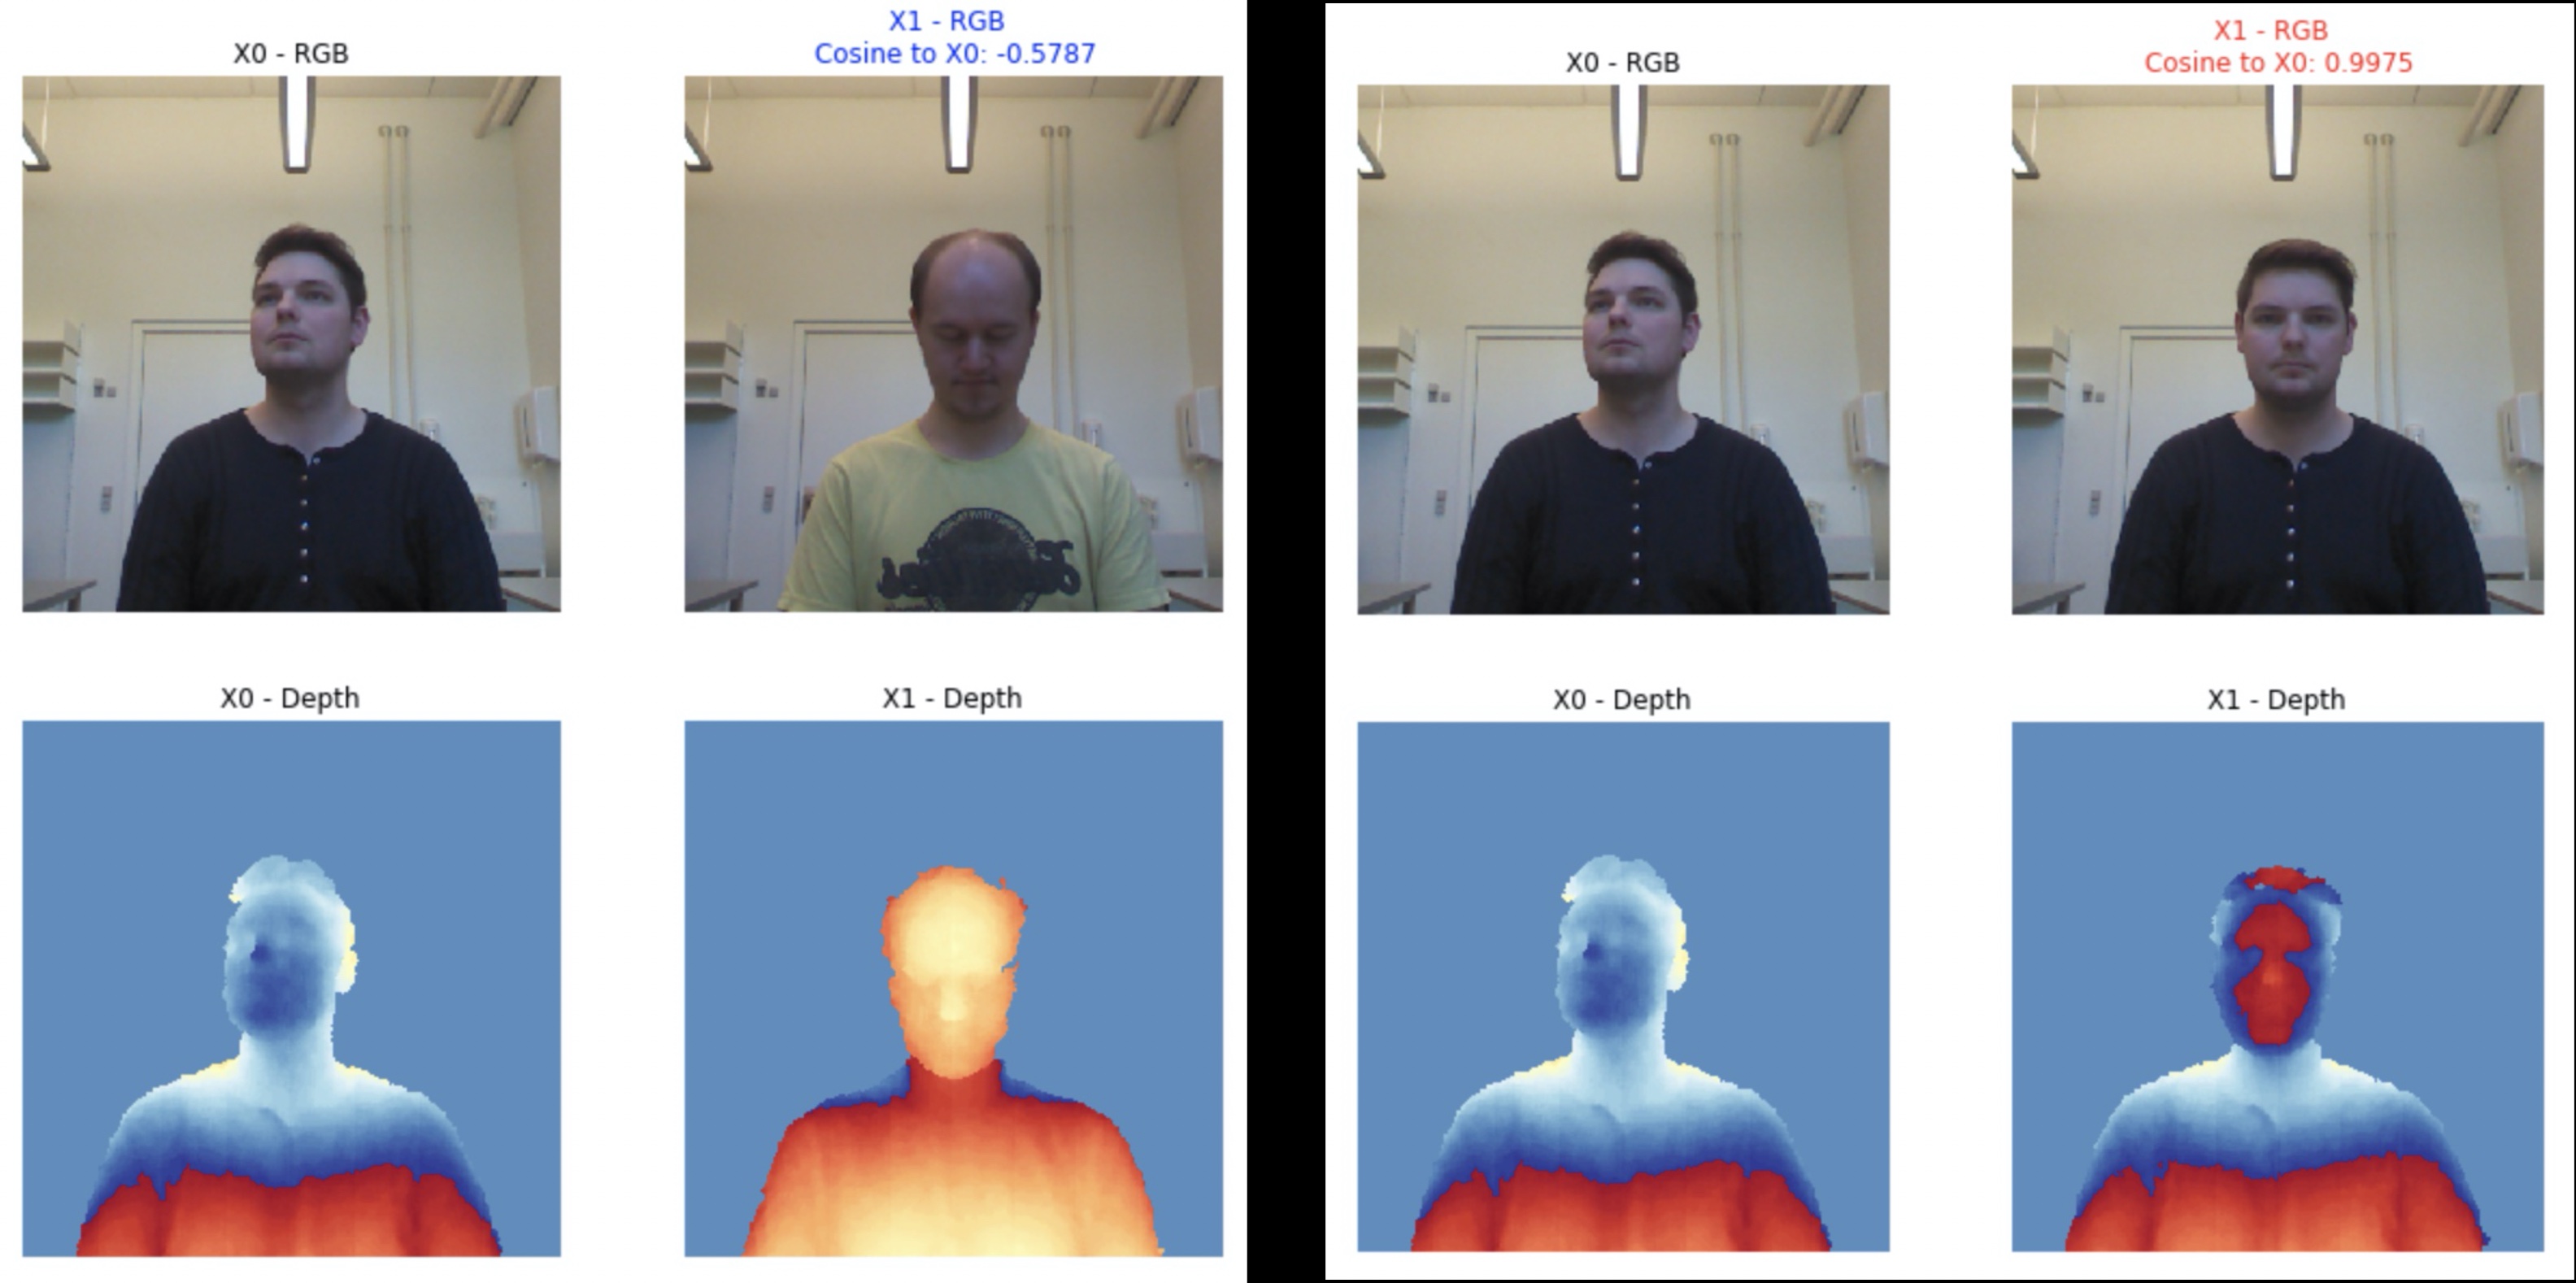 X0 - RGB
X1 - RGB
Cosine to X0: -0.5787
X0 - Depth
X1 - Depth
X0 - RGB
X1 - RGB
Cosine to X0: 0.9975
X0 - Depth
X1 - Depth